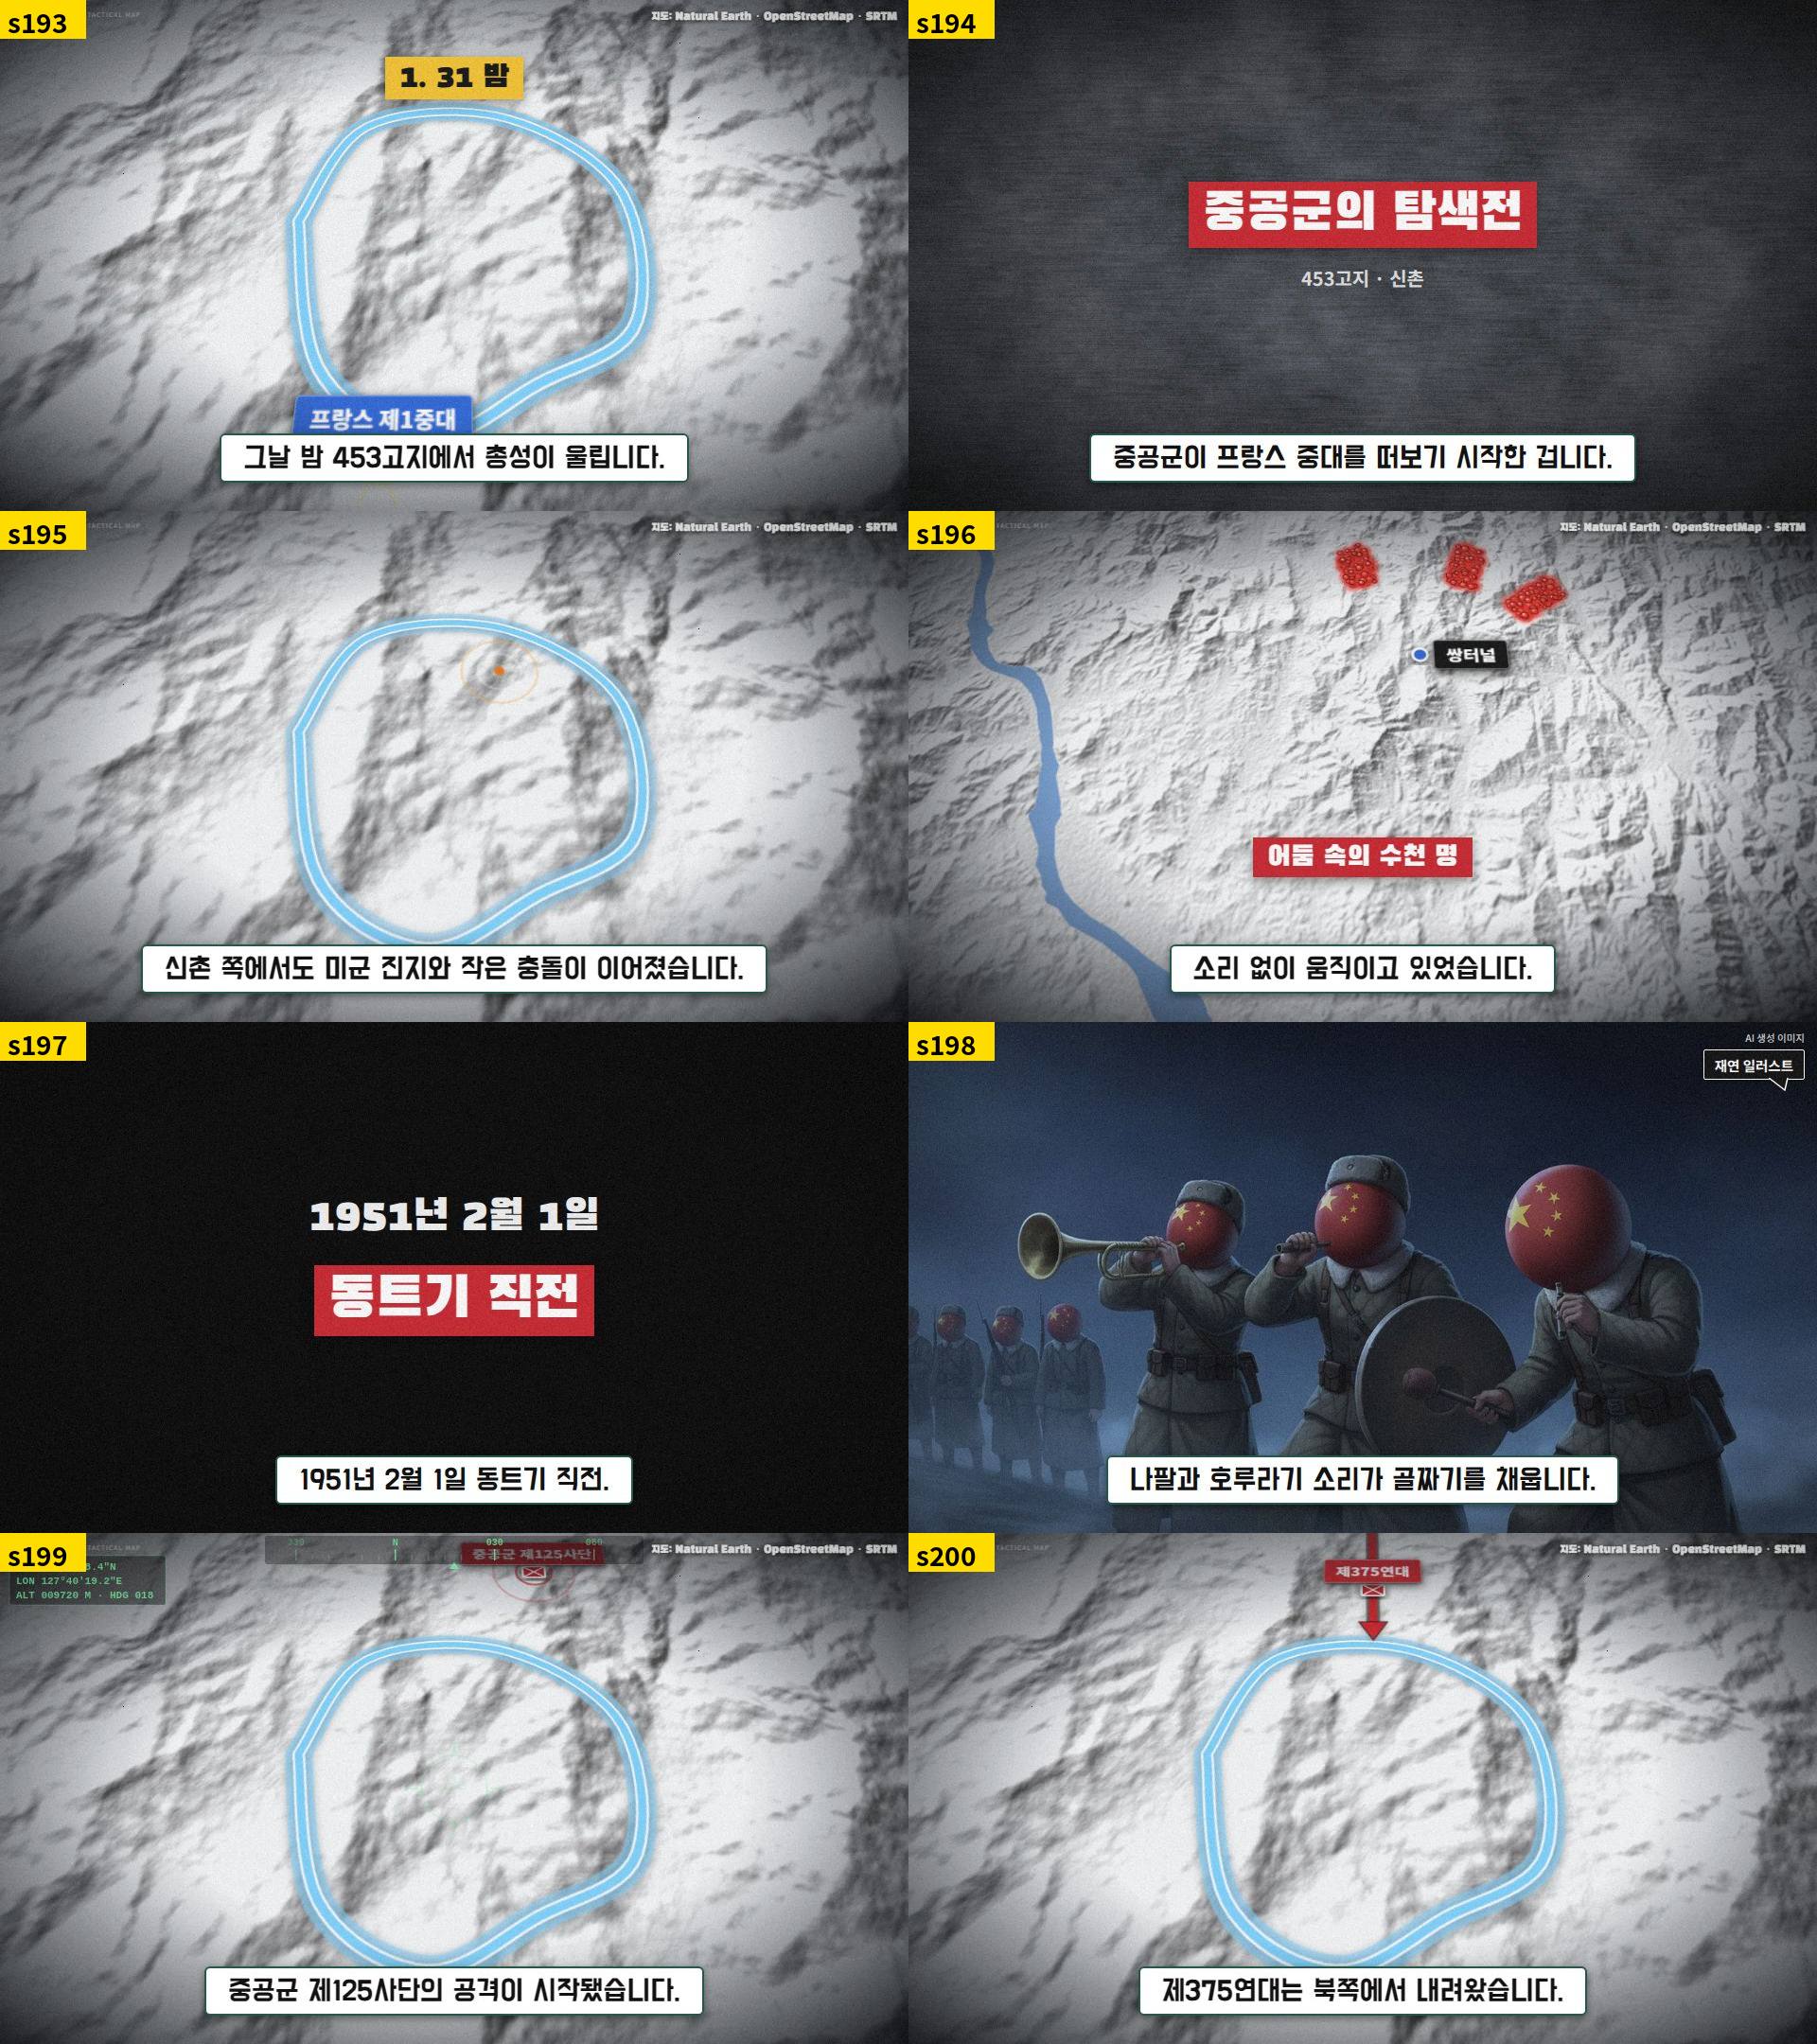 s193
TACTICAL MAP
지도: Natural Earth · OpenStreetMap · SRTM
1. 31 밤
프랑스 제1중대
그날 밤 453고지에서 총성이 울립니다.
s194
중공군의 탐색전
453고지 · 신촌
중공군이 프랑스 중대를 떠보기 시작한 겁니다.
s195
TACTICAL MAP
지도: Natural Earth · OpenStreetMap · SRTM
신촌 쪽에서도 미군 진지와 작은 충돌이 이어졌습니다.
s196
TACTICAL MAP
지도: Natural Earth · OpenStreetMap · SRTM
쌍터널
어둠 속의 수천 명
소리 없이 움직이고 있었습니다.
s197
1951년 2월 1일
동트기 직전
1951년 2월 1일 동트기 직전.
s198
AI 생성 이미지
재연 일러스트
나팔과 호루라기 소리가 골짜기를 채웁니다.
s199
TACTICAL MAP
330 N 030 060
중공군 제125사단
지도: Natural Earth · OpenStreetMap · SRTM
LON 127°40'19.2"E
ALT 009720 M · HDG 018
중공군 제125사단의 공격이 시작됐습니다.
s200
TACTICAL MAP
지도: Natural Earth · OpenStreetMap · SRTM
제375연대
제375연대는 북쪽에서 내려왔습니다.